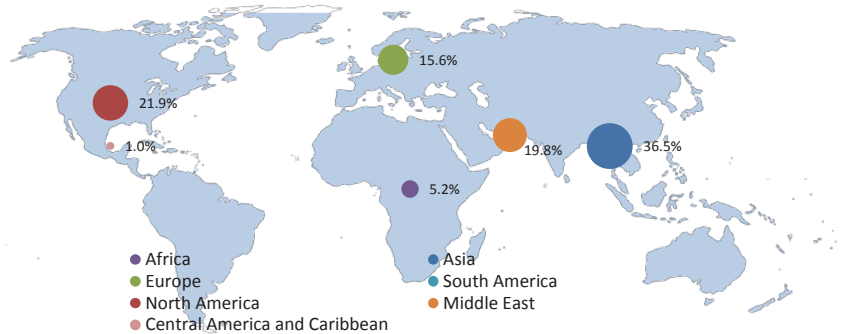 15.6%
21.9%
1.0%
19.8%
36.5%
5.2%
Africa
Europe
North America
Central America and Caribbean
Asia
South America
Middle East